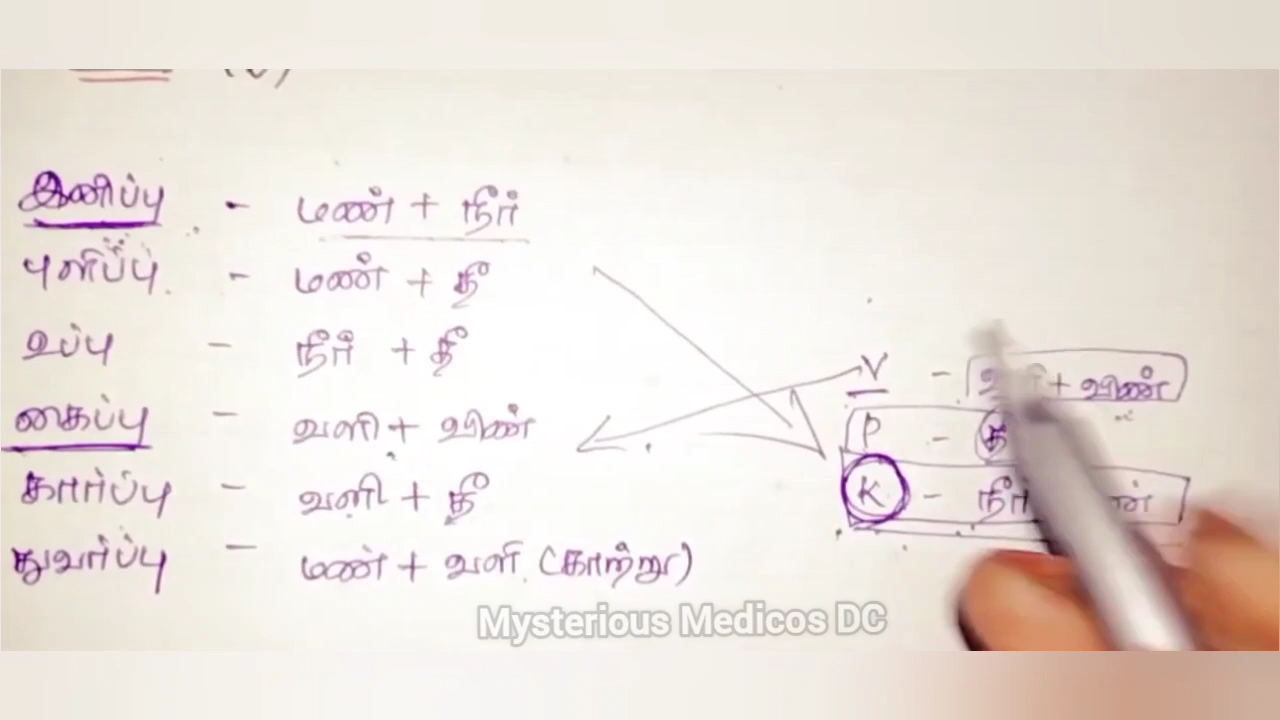 (V)
இனிப்பு - மண் + நீர்
புளிப்பு - மண் + தீ
உப்பு - நீர் + தீ
கைப்பு - வளி + விண்
கார்ப்பு - வளி + தீ
துவர்ப்பு - மண் + வளி (காற்று)
V - + விண்
P -
K - நீர்
Mysterious Medicos DC